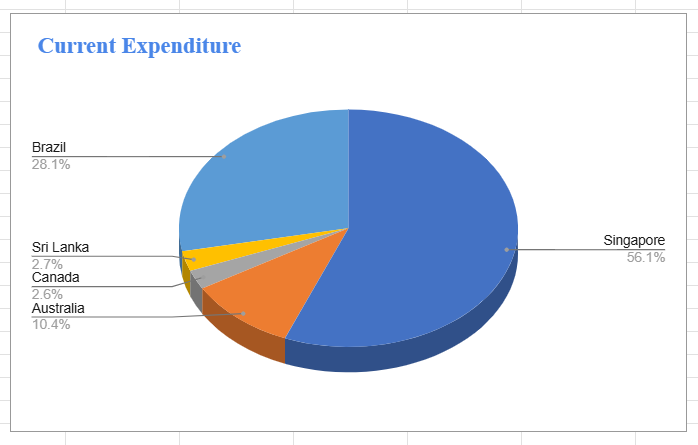 Current Expenditure
Brazil
28.1%
Sri Lanka
2.7%
Canada
2.6%
Australia
10.4%
Singapore
56.1%